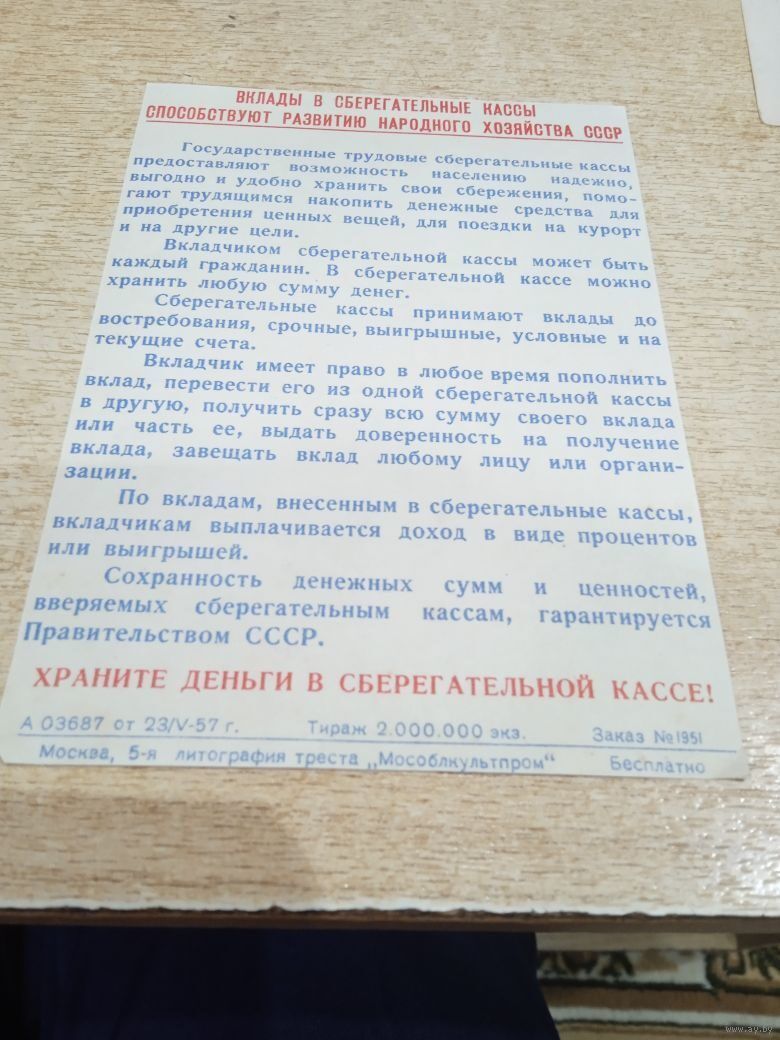 ВКЛАДЫ В СБЕРЕГАТЕЛЬНЫЕ КАССЫ
СПОСОБСТВУЮТ РАЗВИТИЮ НАРОДНОГО ХОЗЯЙСТВА СССР
Государственные трудовые сберегательные кассы
предоставляют возможность населению надежно,
выгодно и удобно хранить свои сбережения, помо-
гают трудящимся накопить денежные средства для
приобретения ценных вещей, для поездки на курорт
и на другие цели.
Вкладчиком сберегательной кассы может быть
каждый гражданин. В сберегательной кассе можно
хранить любую сумму денег.
Сберегательные кассы принимают вклады до
востребования, срочные, выигрышные, условные и на
текущие счета.
Вкладчик имеет право в любое время пополнить
вклад, перевести его из одной сберегательной кассы
в другую, получить сразу всю сумму своего вклада
или часть ее, выдать доверенность на получение
вклада, завещать вклад любому лицу или органи-
зации.
По вкладам, внесенным в сберегательные кассы,
вкладчикам выплачивается доход в виде процентов
или выигрышей.
Сохранность денежных сумм и ценностей,
вверяемых сберегательным кассам, гарантируется
Правительством СССР.
ХРАНИТЕ ДЕНЬГИ В СБЕРЕГАТЕЛЬНОЙ КАССЕ!
А 03687 от 23/V-57 г. Тираж 2.000.000 экз. Заказ №1951
Москва, 5-я литография треста „Мособлкультпром" Бесплатно
www.ay.by